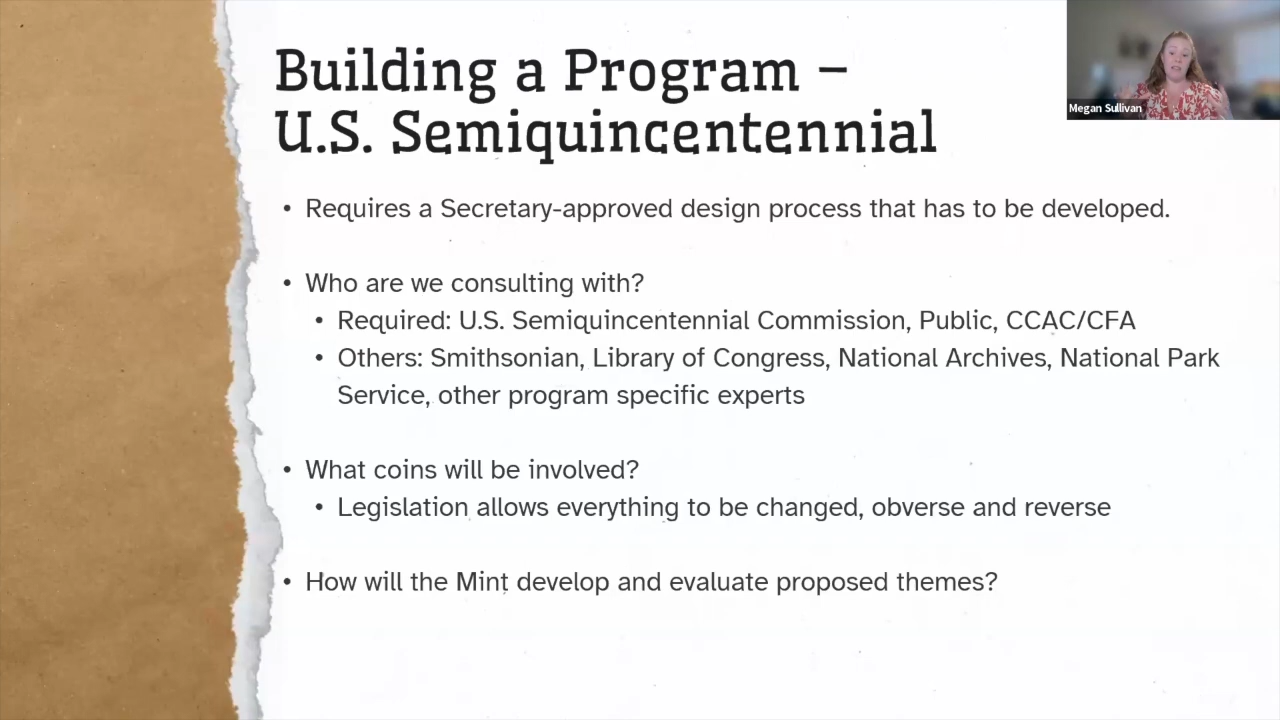 Building a Program –
U.S. Semiquincentennial
Megan Sullivan
• Requires a Secretary-approved design process that has to be developed.
• Who are we consulting with?
• Required: U.S. Semiquincentennial Commission, Public, CCAC/CFA
• Others: Smithsonian, Library of Congress, National Archives, National Park
Service, other program specific experts
• What coins will be involved?
• Legislation allows everything to be changed, obverse and reverse
• How will the Mint develop and evaluate proposed themes?